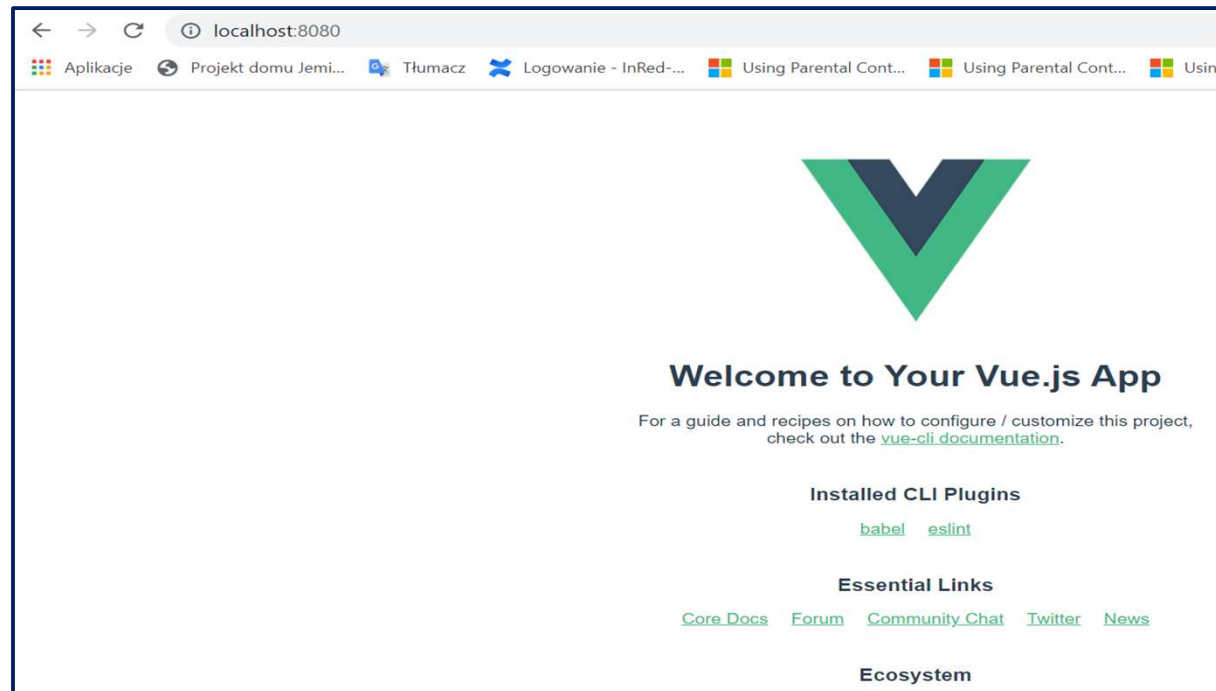 localhost:8080
Aplikacje Projekt domu Jemi... Tłumacz Logowanie - InRed-... Using Parental Cont... Using Parental Cont... Usin
Welcome to Your Vue.js App
For a guide and recipes on how to configure / customize this project,
check out the vue-cli documentation.
Installed CLI Plugins
babel eslint
Essential Links
Core Docs Forum Community Chat Twitter News
Ecosystem